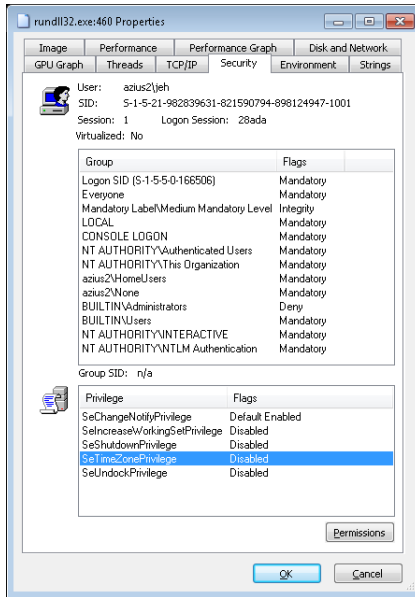 rundll32.exe:460 Properties
Image Performance Performance Graph Disk and Network
GPU Graph Threads TCP/IP Security Environment Strings
User: azius2\jeh
SID: S-1-5-21-982839631-821590794-898124947-1001
Session: 1 Logon Session: 28ada
Virtualized: No
Group Flags
Logon SID (S-1-5-5-0-166506) Mandatory
Everyone Mandatory
Mandatory Label\Medium Mandatory Level Integrity
LOCAL Mandatory
CONSOLE LOGON Mandatory
NT AUTHORITY\Authenticated Users Mandatory
NT AUTHORITY\This Organization Mandatory
azius2\HomeUsers Mandatory
azius2\None Mandatory
BUILTIN\Administrators Deny
BUILTIN\Users Mandatory
NT AUTHORITY\INTERACTIVE Mandatory
NT AUTHORITY\NTLM Authentication Mandatory
Group SID: n/a
Privilege Flags
SeChangeNotifyPrivilege Default Enabled
SeIncreaseWorkingSetPrivilege Disabled
SeShutdownPrivilege Disabled
SeTimeZonePrivilege Disabled
SeUndockPrivilege Disabled
Permissions
OK Cancel